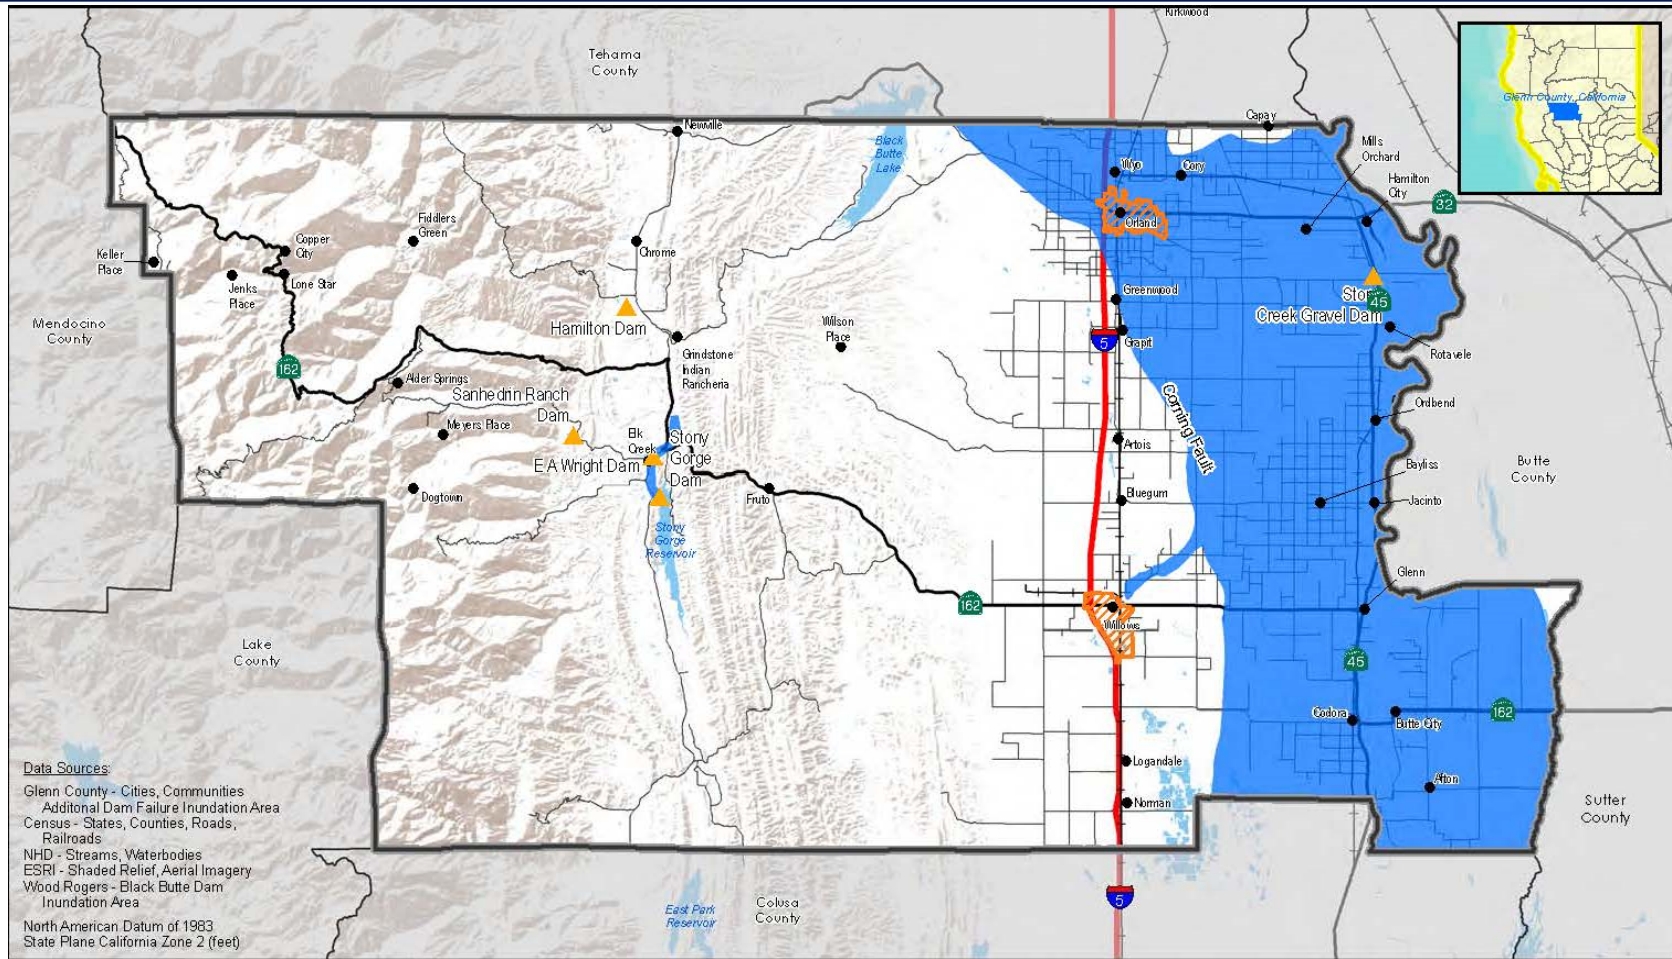 Kirkwood
Tehama
County
Glenn County, California
Capay
Newville
Black
Butte
Lake
Mills
Orchard
Wyo
Cory
Hamilton
City
32
Fiddlers
Green
Orland
Copper
City
Keller
Place
Chrome
Jenks
Place
Lone Star
Greenwood
Stony
Creek Gravel Dam
45
Mendocino
County
Hamilton Dam
Wilson
Place
5
Grapit
Rotavele
Grindstone
Indian
Rancheria
162
Alder Springs
Sanhedrin Ranch
Dam
Corning Fault
Ordbend
Meyers Place
Elk
Creek
Stony
Gorge
Dam
Artois
E A Wright Dam
Bayliss
Butte
County
Dogtown
Fruto
Bluegum
Jacinto
Stony
Gorge
Reservoir
Glenn
162
Willows
Lake
County
45
Codora
Butte City
162
Logandale
Afton
Norman
Sutter
County
Data Sources:
Glenn County - Cities, Communities
Additonal Dam Failure Inundation Area
Census - States, Counties, Roads,
Railroads
NHD - Streams, Waterbodies
ESRI - Shaded Relief, Aerial Imagery
Wood Rogers - Black Butte Dam
Inundation Area
North American Datum of 1983
State Plane California Zone 2 (feet)
East Park
Reservoir
Colusa
County
5